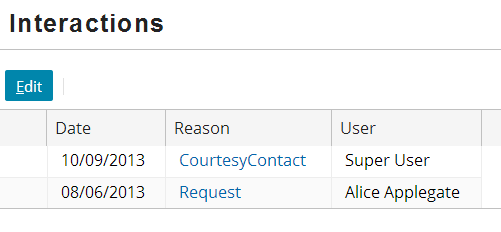 Interactions
Edit
Date Reason User
10/09/2013 CourtesyContact Super User
08/06/2013 Request Alice Applegate